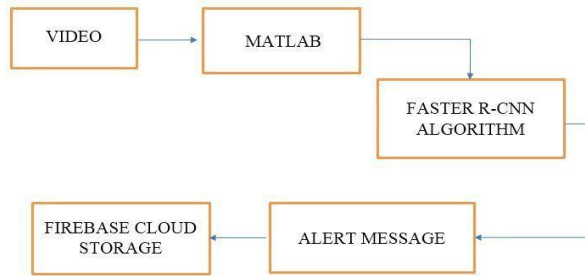 VIDEO
MATLAB
FASTER R-CNN
ALGORITHM
FIREBASE CLOUD
STORAGE
ALERT MESSAGE